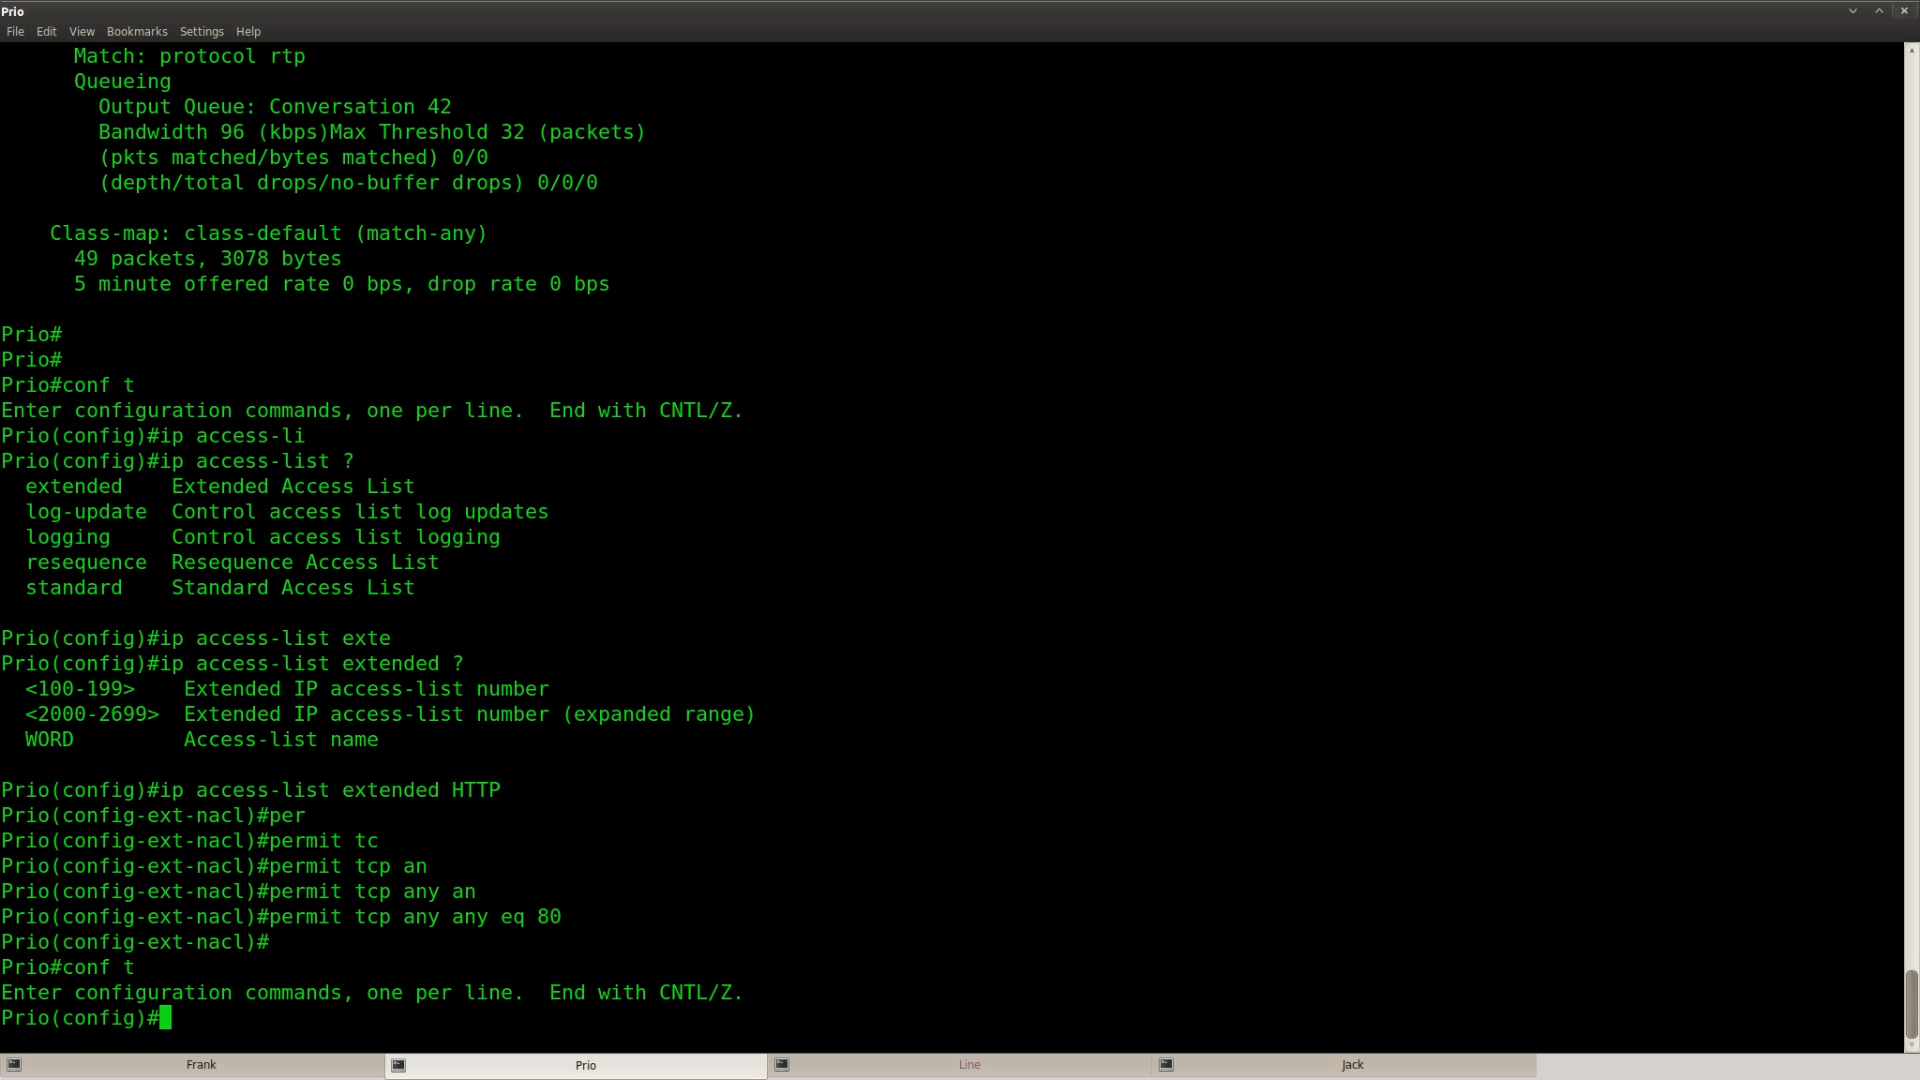 Prio
File Edit View Bookmarks Settings Help
Match: protocol rtp
Queueing
Output Queue: Conversation 42
Bandwidth 96 (kbps)Max Threshold 32 (packets)
(pkts matched/bytes matched) 0/0
(depth/total drops/no-buffer drops) 0/0/0
Class-map: class-default (match-any)
49 packets, 3078 bytes
5 minute offered rate 0 bps, drop rate 0 bps
Prio#
Prio#
Prio#conf t
Enter configuration commands, one per line.  End with CNTL/Z.
Prio(config)#ip access-li
Prio(config)#ip access-list ?
extended    Extended Access List
log-update  Control access list log updates
logging     Control access list logging
resequence  Resequence Access List
standard    Standard Access List
Prio(config)#ip access-list exte
Prio(config)#ip access-list extended ?
<100-199>    Extended IP access-list number
<2000-2699>  Extended IP access-list number (expanded range)
WORD         Access-list name
Prio(config)#ip access-list extended HTTP
Prio(config-ext-nacl)#per
Prio(config-ext-nacl)#permit tc
Prio(config-ext-nacl)#permit tcp an
Prio(config-ext-nacl)#permit tcp any an
Prio(config-ext-nacl)#permit tcp any any eq 80
Prio(config-ext-nacl)#
Prio#conf t
Enter configuration commands, one per line.  End with CNTL/Z.
Prio(config)#
Frank Prio Line Jack